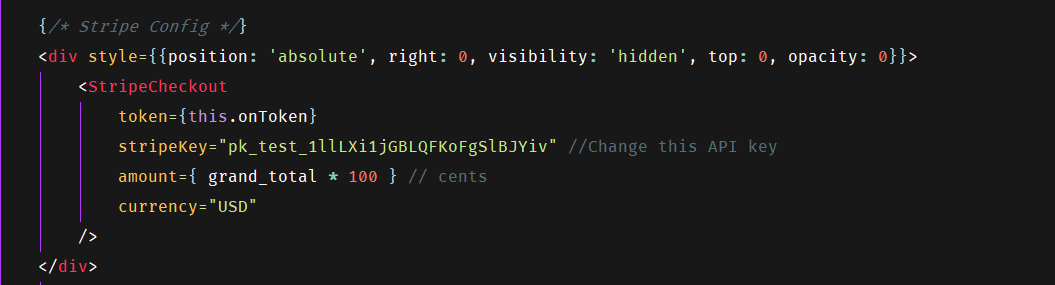 {/* Stripe Config */}
<div style={{position: 'absolute', right: 0, visibility: 'hidden', top: 0, opacity: 0}}>
<StripeCheckout
token={this.onToken}
stripeKey="pk_test_1llLXi1jGBLQFKoFgSlBJYiv" //Change this API key
amount={ grand_total * 100 } // cents
currency="USD"
/>
</div>